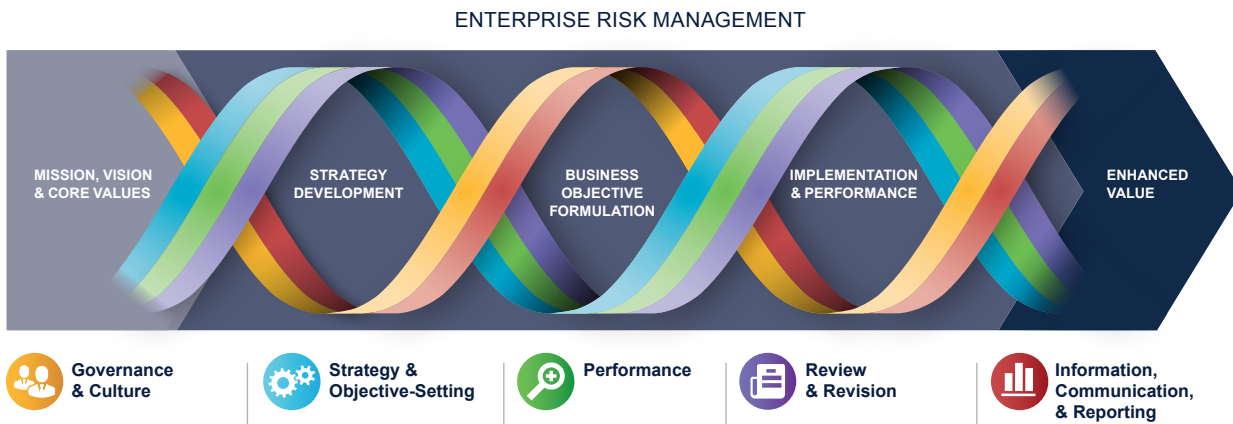 ENTERPRISE RISK MANAGEMENT
MISSION, VISION
& CORE VALUES
STRATEGY
DEVELOPMENT
BUSINESS
OBJECTIVE
FORMULATION
IMPLEMENTATION
& PERFORMANCE
ENHANCED
VALUE
Governance
& Culture
Strategy &
Objective-Setting
Performance
Review
& Revision
Information,
Communication,
& Reporting